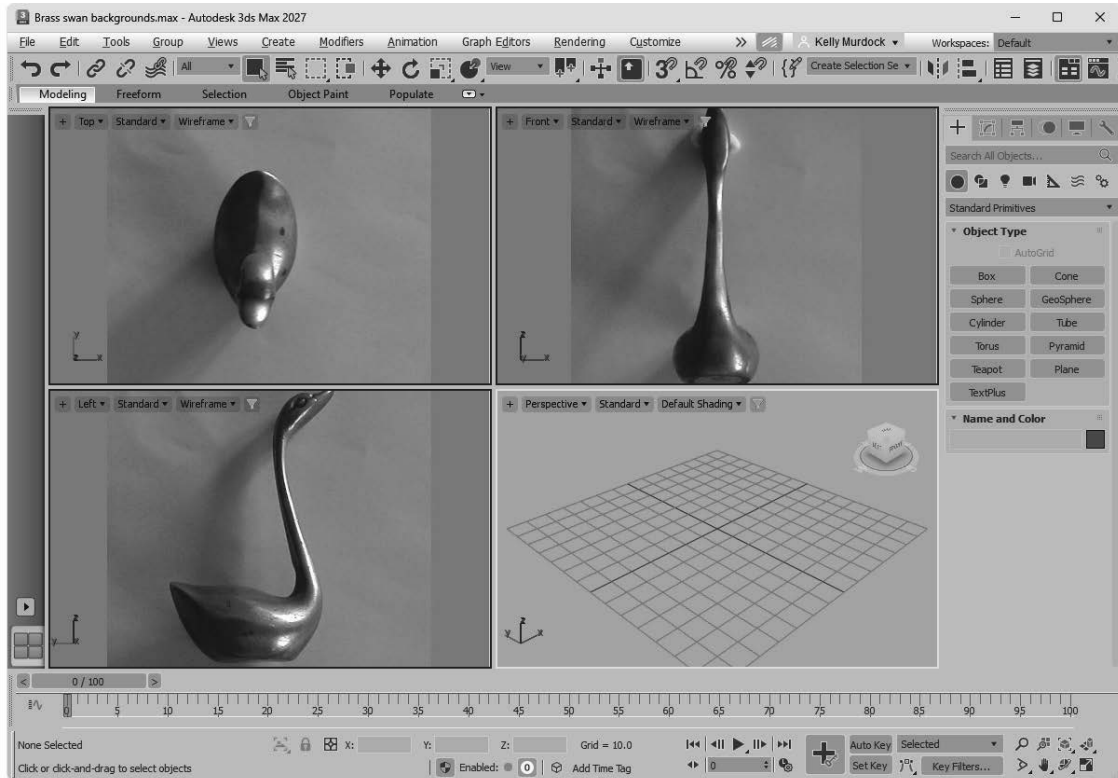 Brass swan backgrounds.max - Autodesk 3ds Max 2027
File Edit Tools Group Views Create Modifiers Animation Graph Editors Rendering Customize Kelly Murdock Workspaces: Default
All View Create Selection Se
Modeling Freeform Selection Object Paint Populate
+ Top Standard Wireframe
+ Front Standard Wireframe
Search All Objects...
Standard Primitives
Object Type
AutoGrid
Box Cone
Sphere GeoSphere
Cylinder Tube
Torus Pyramid
Teapot Plane
TextPlus
Name and Color
y
z x
z
y x
+ Left Standard Wireframe
+ Perspective Standard Default Shading
z
y x
z
y x
< 0 / 100 >
0 5 10 15 20 25 30 35 40 45 50 55 60 65 70 75 80 85 90 95 100
None Selected X: Y: Z: Grid = 10.0 Auto Key Selected
Click or click-and-drag to select objects Enabled: 0 Add Time Tag 0 Set Key Key Filters...